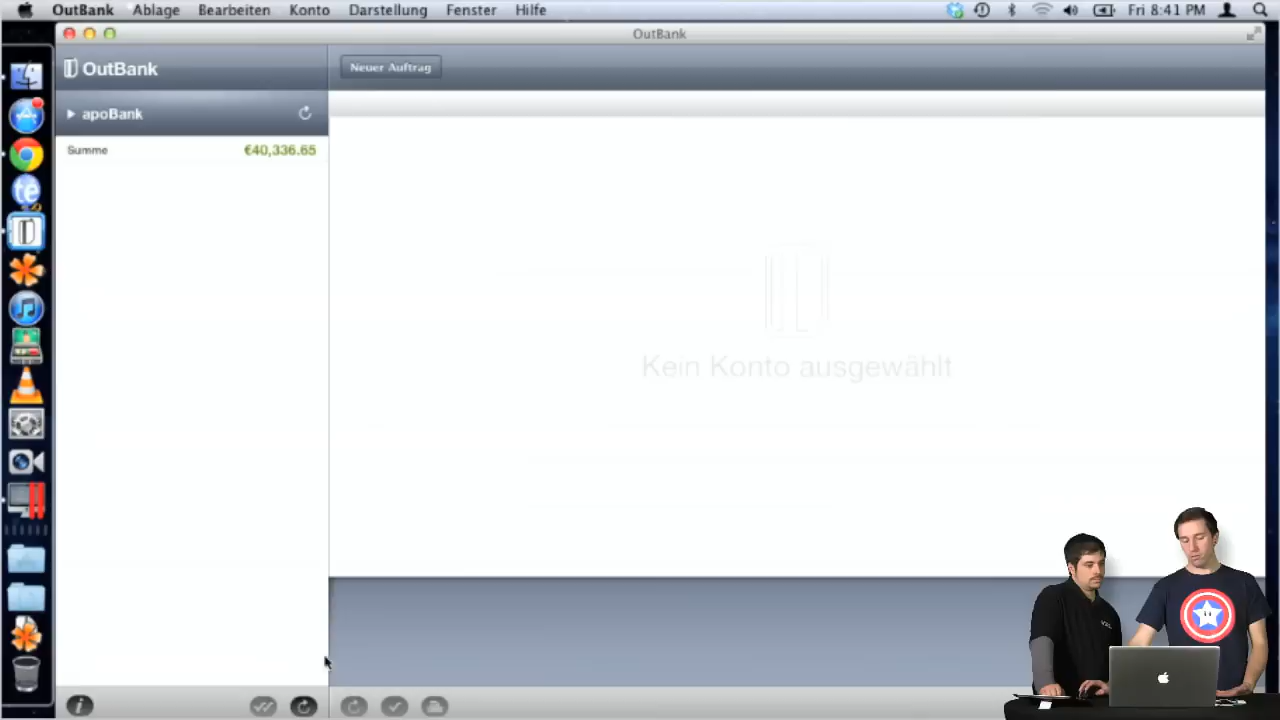 OutBank Ablage Bearbeiten Konto Darstellung Fenster Hilfe Fri 8:41 PM
OutBank
OutBank
Neuer Auftrag
apoBank
Summe €40,336.65
Kein Konto ausgewählt